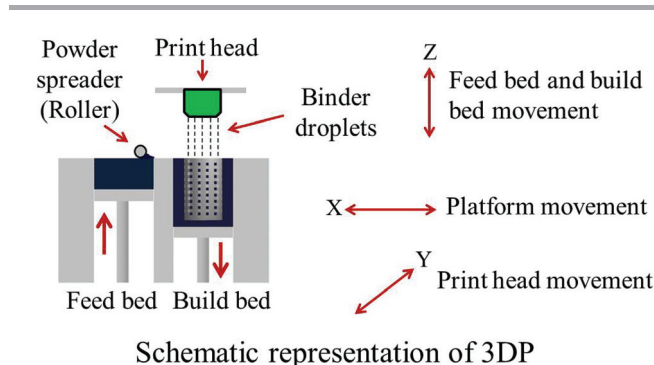 Print head
Powder
spreader
(Roller)
Binder
droplets
Feed bed
Build bed
Z
Feed bed and build
bed movement
X
Platform movement
Y
Print head movement
Schematic representation of 3DP